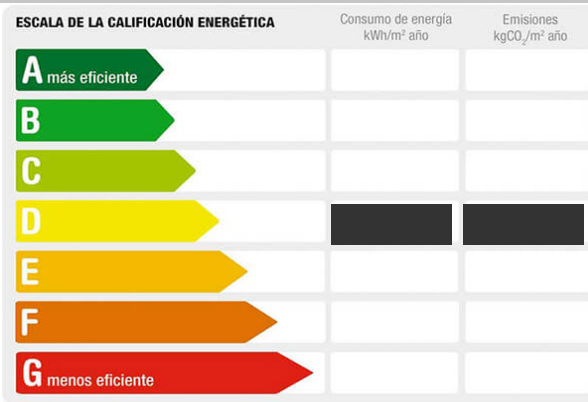 ESCALA DE LA CALIFICACIÓN ENERGÉTICA
Consumo de energía
kWh/m² año
Emisiones
kgCO₂/m² año
A más eficiente
B
C
D
E
F
G menos eficiente